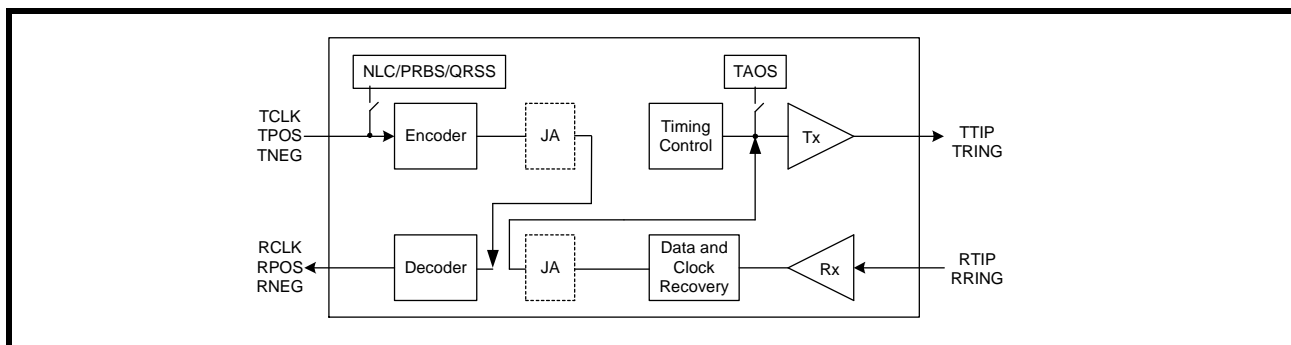 NLC/PRBS/QRSS
TAOS
TCLK
TPOS
TNEG
Encoder
JA
Timing
Control
Tx
TTIP
TRING
RCLK
RPOS
RNEG
Decoder
JA
Data and
Clock
Recovery
Rx
RTIP
RRING